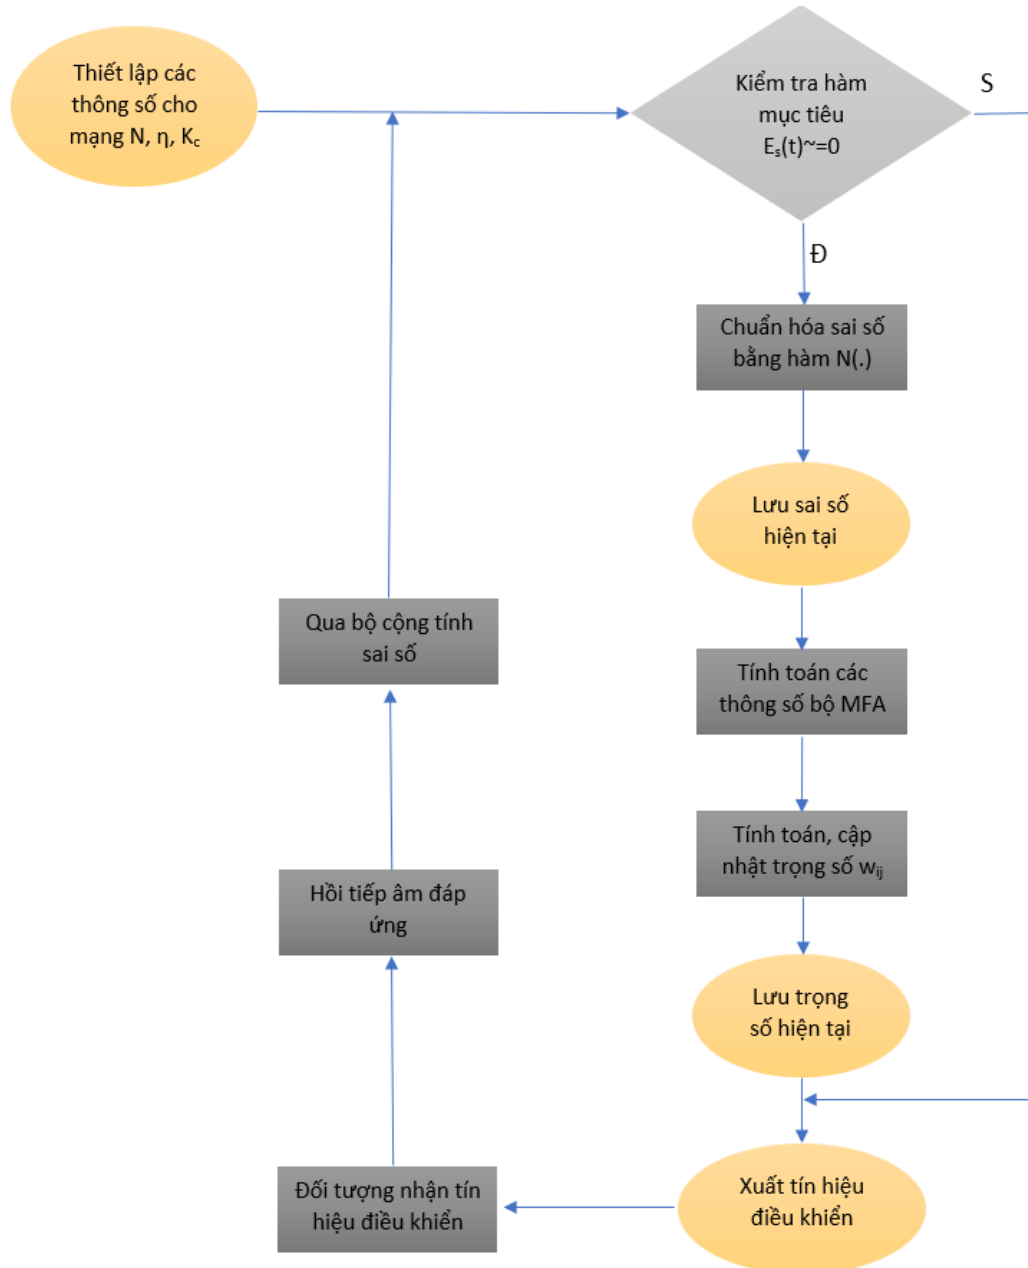 Thiết lập các
thông số cho
mạng N, η, K꜀
Kiểm tra hàm
mục tiêu
Eₛ(t)~=0
S
Đ
Chuẩn hóa sai số
bằng hàm N(.)
Lưu sai số
hiện tại
Qua bộ cộng tính
sai số
Tính toán các
thông số bộ MFA
Tính toán, cập
nhật trọng số wᵢⱼ
Hồi tiếp âm đáp
ứng
Lưu trọng
số hiện tại
Đối tượng nhận tín
hiệu điều khiển
Xuất tín hiệu
điều khiển